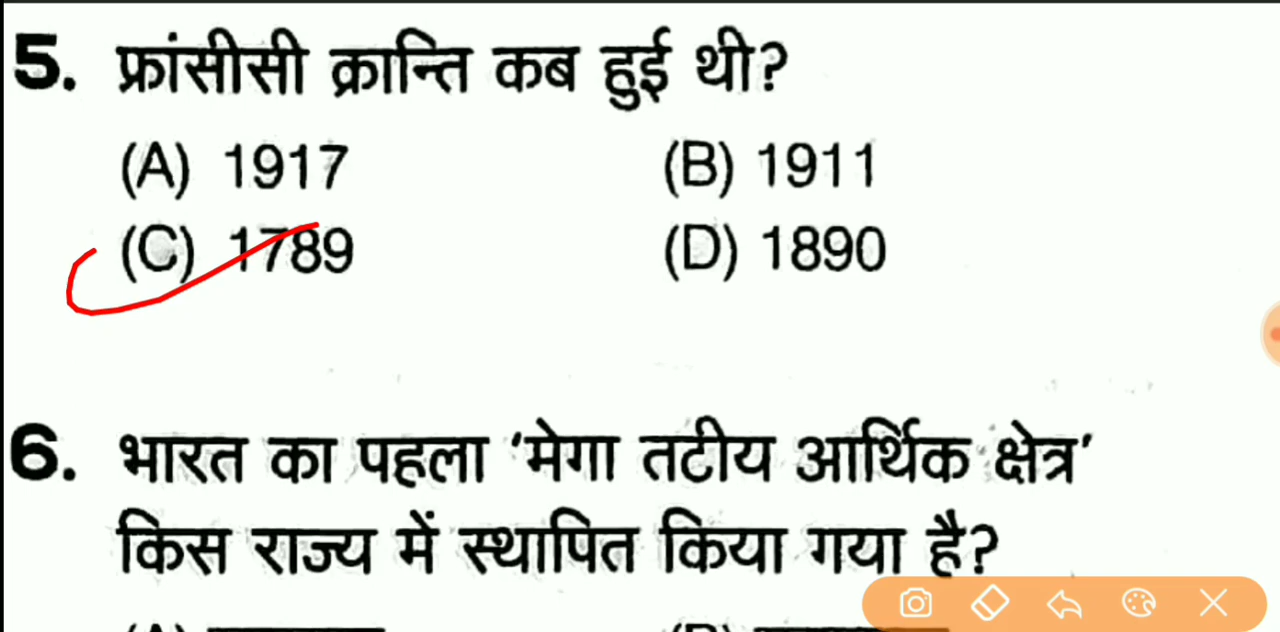 5. फ्रांसीसी क्रान्ति कब हुई थी?
(A) 1917 (B) 1911
(C) 1789 (D) 1890
6. भारत का पहला ‘मेगा तटीय आर्थिक क्षेत्र’
किस राज्य में स्थापित किया गया है?